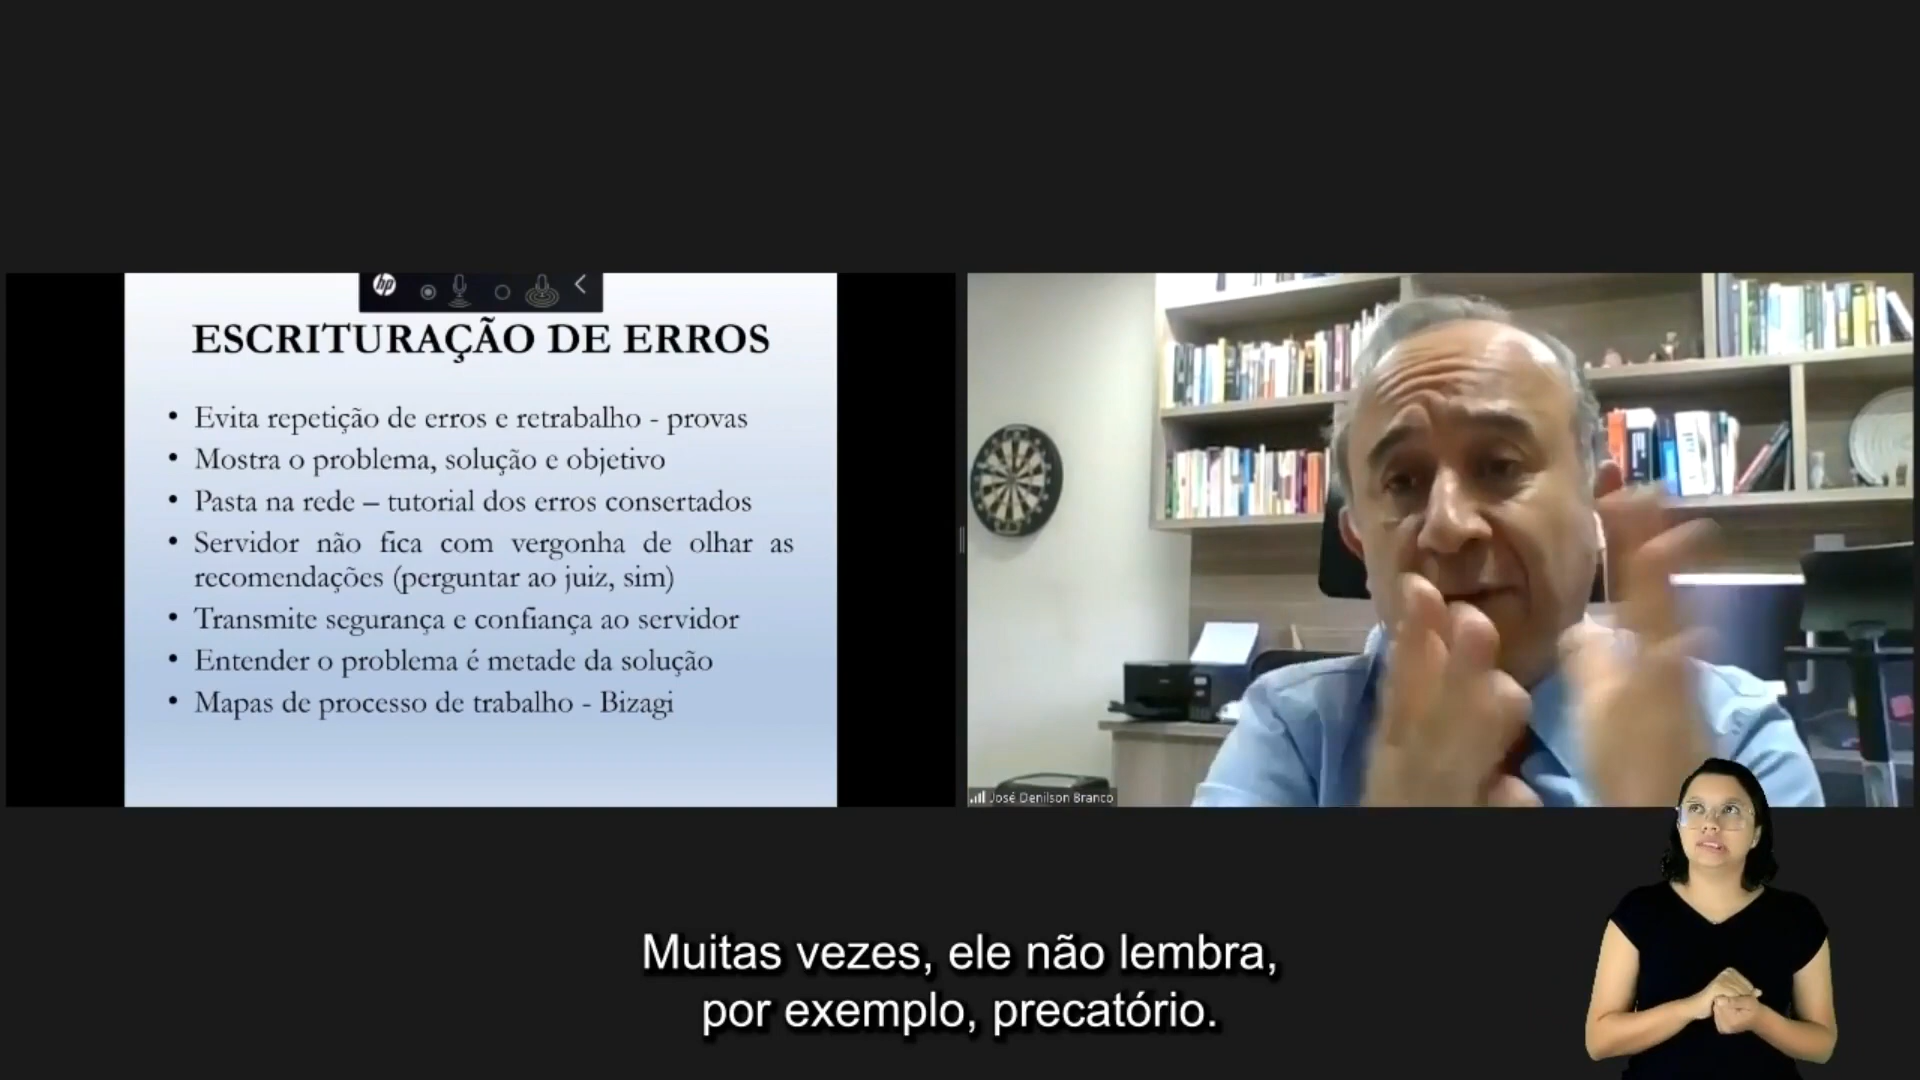 hp
ESCRITURAÇÃO DE ERROS
• Evita repetição de erros e retrabalho - provas
• Mostra o problema, solução e objetivo
• Pasta na rede – tutorial dos erros consertados
• Servidor não fica com vergonha de olhar as
recomendações (perguntar ao juiz, sim)
• Transmite segurança e confiança ao servidor
• Entender o problema é metade da solução
• Mapas de processo de trabalho - Bizagi
José Denilson Branco
Muitas vezes, ele não lembra,
por exemplo, precatório.